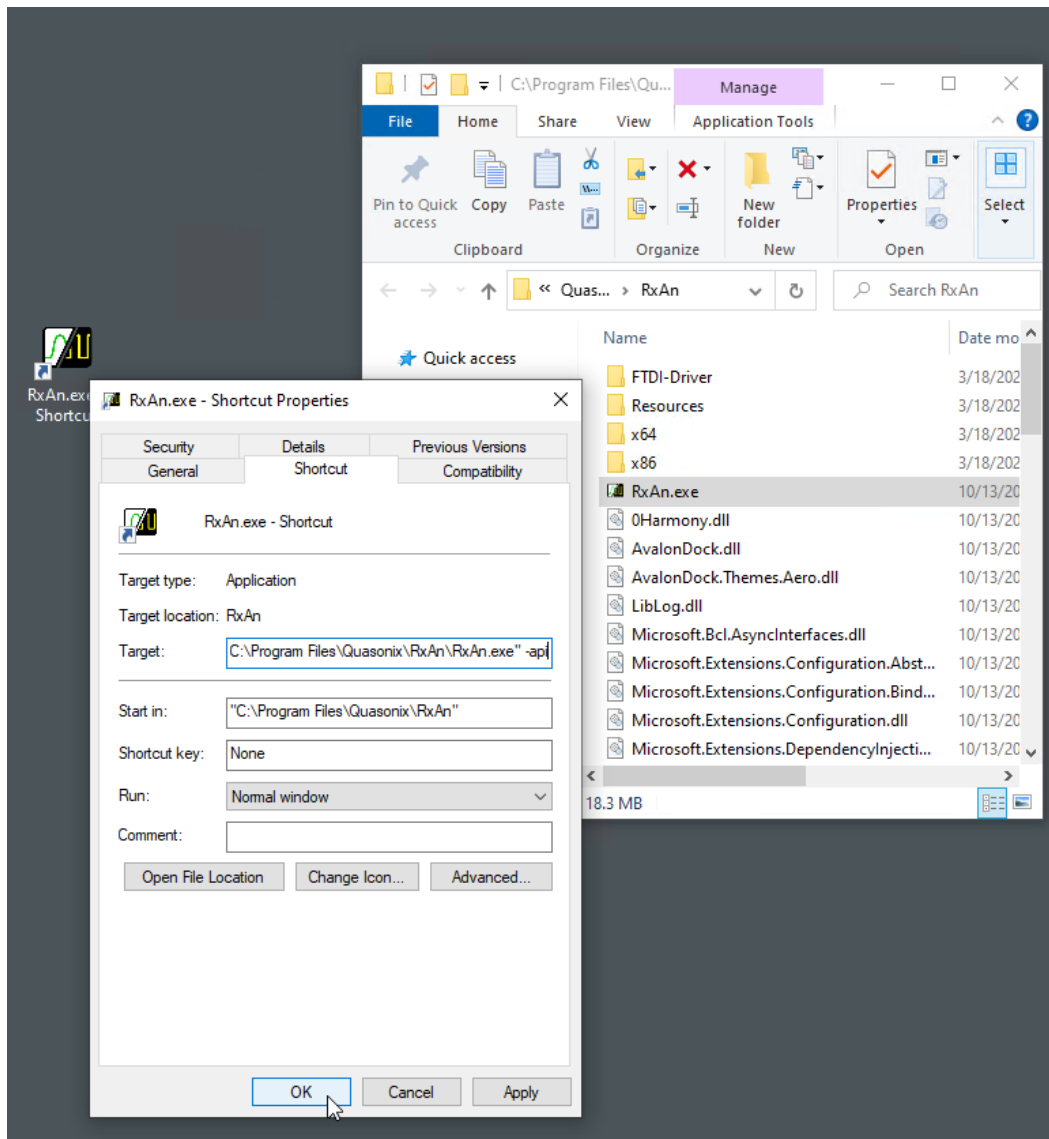 C:\Program Files\Qu...
Manage
File
Home
Share
View
Application Tools
?
Pin to Quick
access
Copy
Paste
New
folder
Properties
Select
Clipboard
Organize
New
Open
« Quas... › RxAn
Search RxAn
Quick access
Name
Date mo
FTDI-Driver
3/18/202
Resources
3/18/202
x64
3/18/202
x86
3/18/202
RxAn.exe
10/13/20
0Harmony.dll
10/13/20
AvalonDock.dll
10/13/20
AvalonDock.Themes.Aero.dll
10/13/20
LibLog.dll
10/13/20
Microsoft.Bcl.AsyncInterfaces.dll
10/13/20
Microsoft.Extensions.Configuration.Abst...
10/13/20
Microsoft.Extensions.Configuration.Bind...
10/13/20
Microsoft.Extensions.Configuration.dll
10/13/20
Microsoft.Extensions.DependencyInjecti...
10/13/20
18.3 MB
RxAn.ex
Shortcu
RxAn.exe - Shortcut Properties
Security
Details
Previous Versions
General
Shortcut
Compatibility
RxAn.exe - Shortcut
Target type:
Application
Target location:
RxAn
Target:
C:\Program Files\Quasonix\RxAn\RxAn.exe" -api
Start in:
"C:\Program Files\Quasonix\RxAn"
Shortcut key:
None
Run:
Normal window
Comment:
Open File Location
Change Icon...
Advanced...
OK
Cancel
Apply